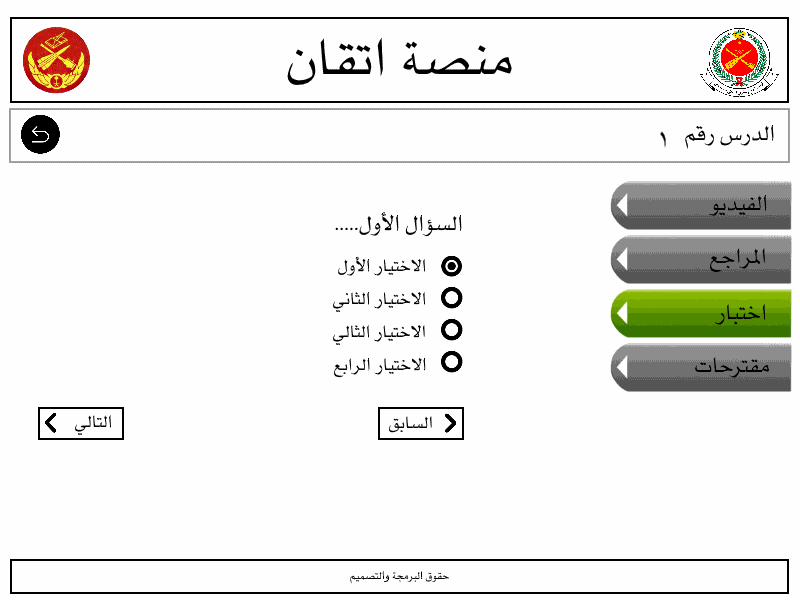 منصة اتقان
الدرس رقم ١
الفيديو
المراجع
اختبار
مقترحات
السؤال الأول.....
الاختيار الأول
الاختيار الثاني
الاختيار الثالي
الاختيار الرابع
السابق
التالي
حقوق البرمجة والتصميم